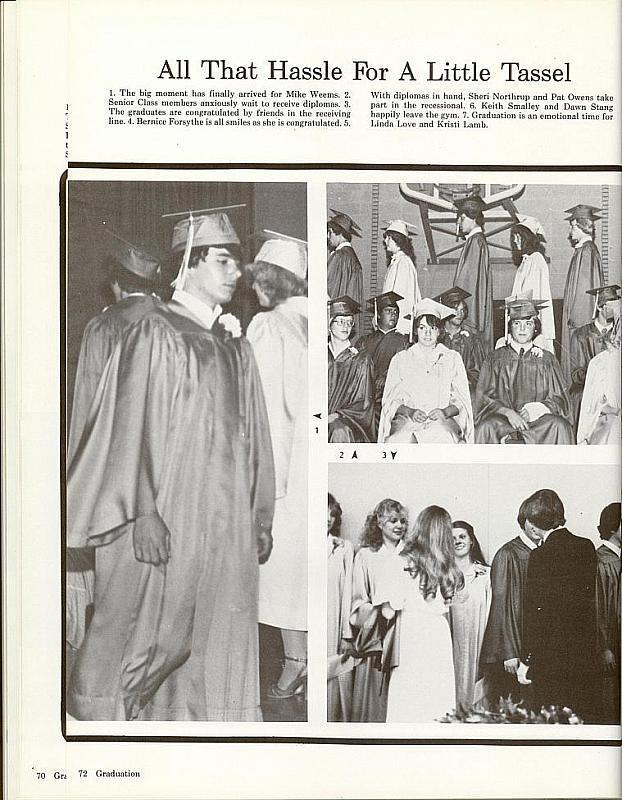 All That Hassle For A Little Tassel
1. The big moment has finally arrived for Mike Weems. 2.
Senior Class members anxiously wait to receive diplomas. 3.
The graduates are congratulated by friends in the receiving
line. 4. Bernice Forsythe is all smiles as she is congratulated. 5.
With diplomas in hand, Sheri Northrup and Pat Owens take
part in the recessional. 6. Keith Smalley and Dawn Stang
happily leave the gym. 7. Graduation is an emotional time for
Linda Love and Kristi Lamb.
1
2 3
70 Gra
72 Graduation